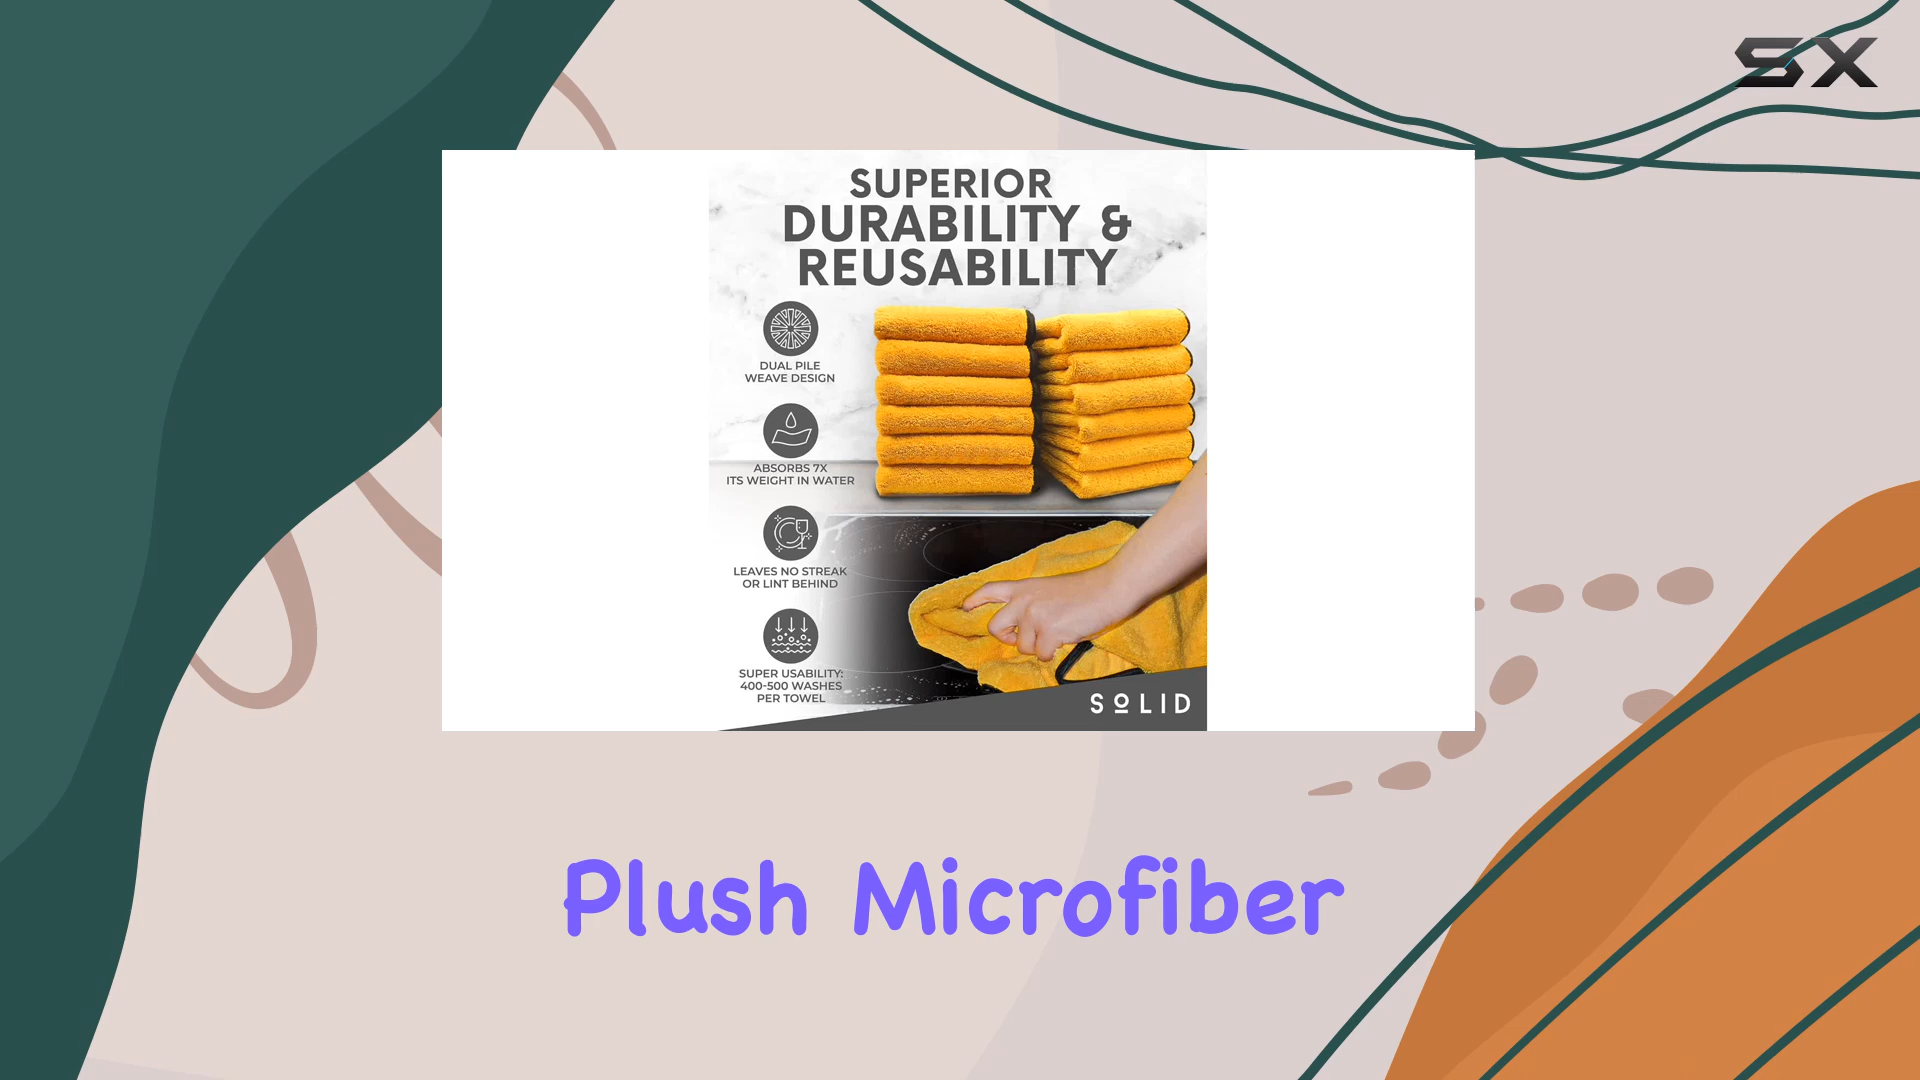 SX
SUPERIOR
DURABILITY &
REUSABILITY
DUAL PILE
WEAVE DESIGN
ABSORBS 7X
ITS WEIGHT IN WATER
LEAVES NO STREAK
OR LINT BEHIND
SUPER USABILITY:
400-500 WASHES
PER TOWEL
SOLID
Plush Microfiber